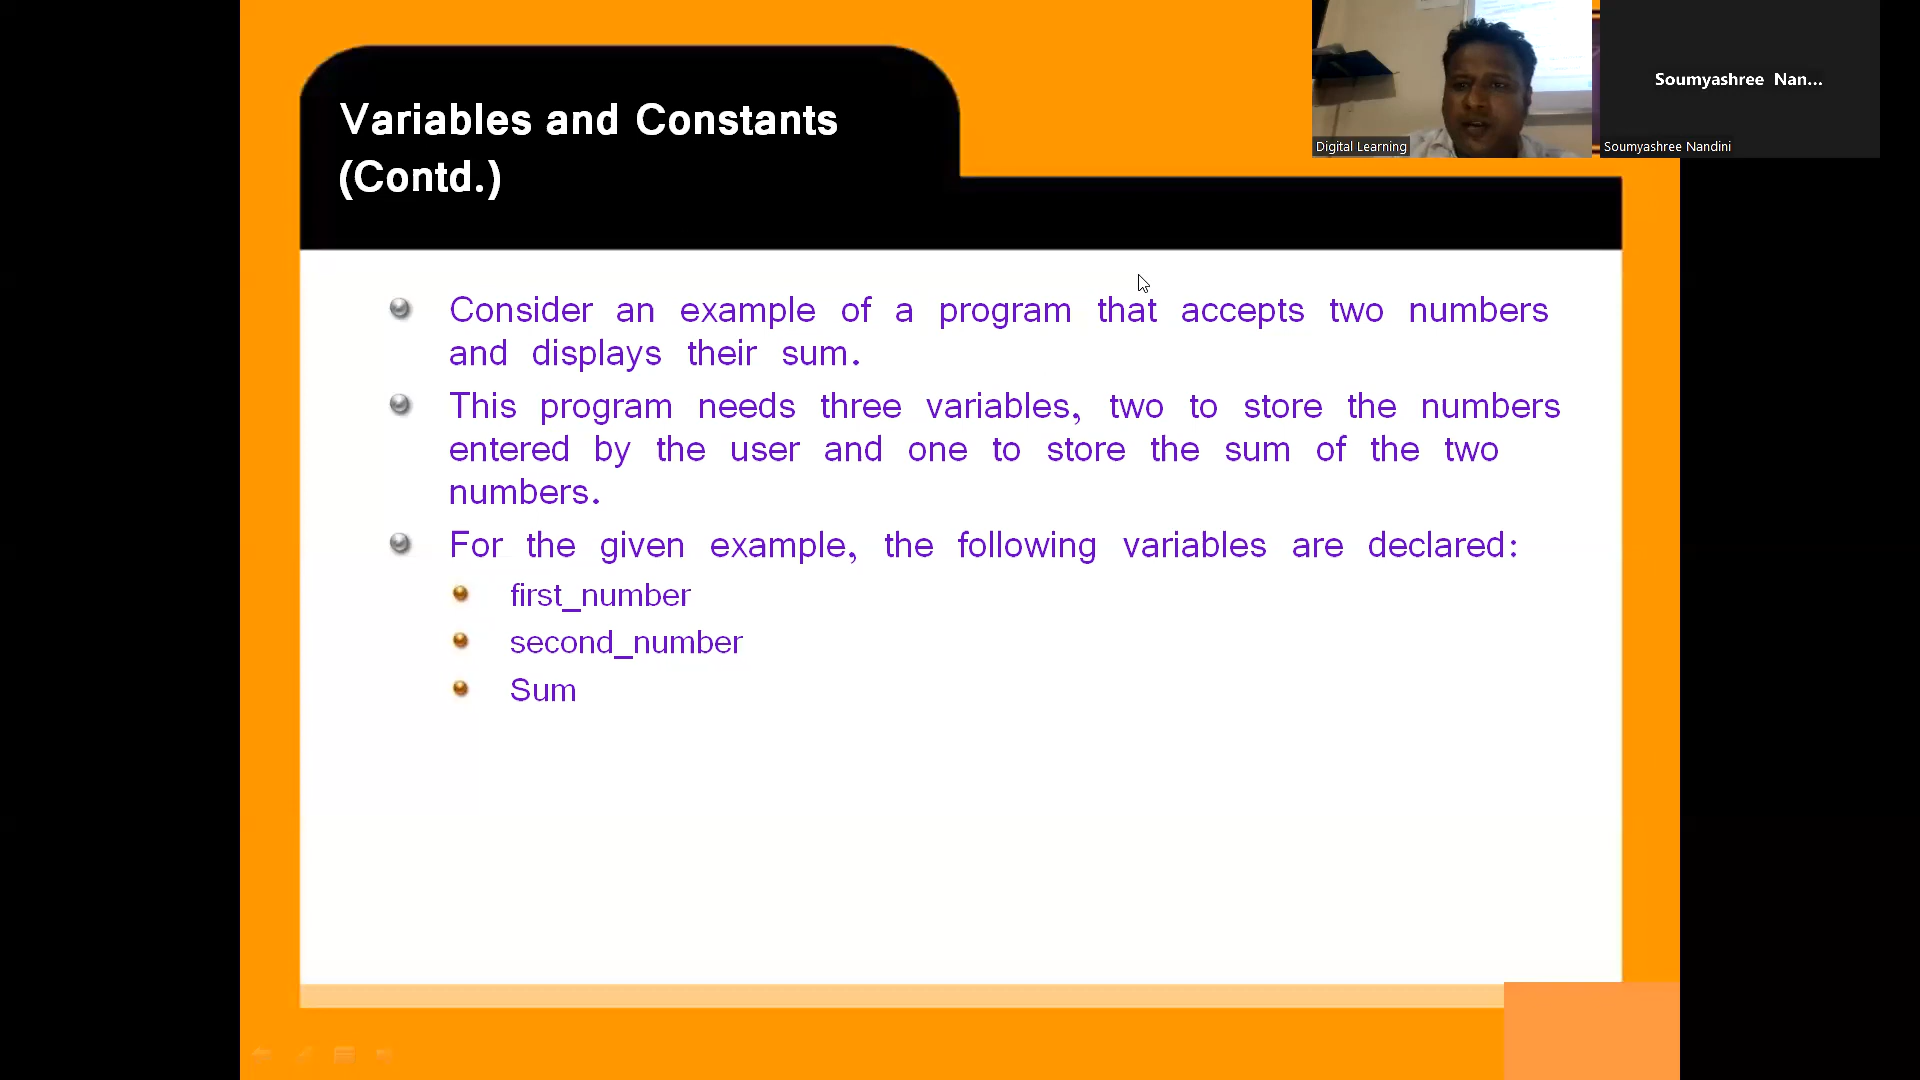 Variables and Constants
(Contd.)
Soumyashree Nan...
Digital Learning
Soumyashree Nandini
Consider an example of a program that accepts two numbers
and displays their sum.
This program needs three variables, two to store the numbers
entered by the user and one to store the sum of the two
numbers.
For the given example, the following variables are declared:
first_number
second_number
Sum